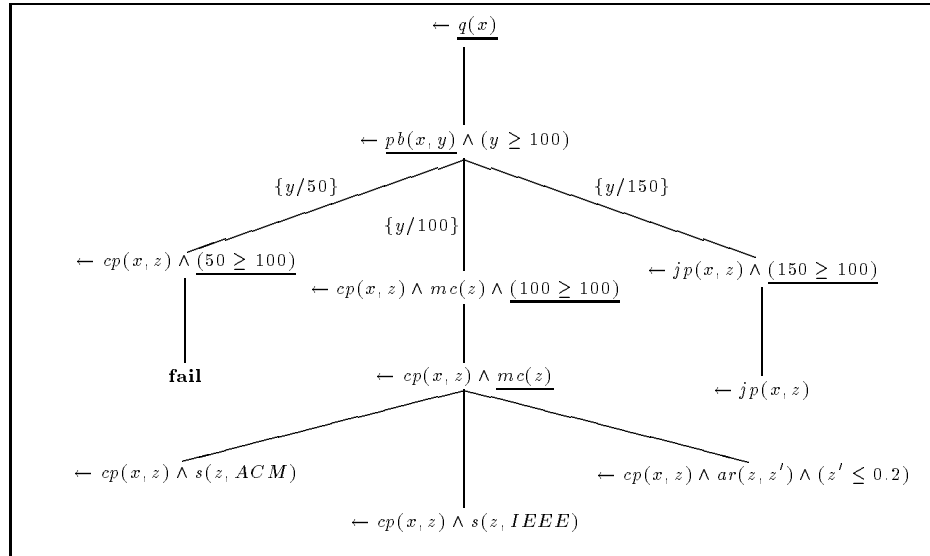 ← q(x)
← pb(x, y) ∧ (y ≥ 100)
{y/50}
{y/150}
{y/100}
← cp(x, z) ∧ (50 ≥ 100)
← jp(x, z) ∧ (150 ≥ 100)
← cp(x, z) ∧ mc(z) ∧ (100 ≥ 100)
fail
← cp(x, z) ∧ mc(z)
← jp(x, z)
← cp(x, z) ∧ s(z, ACM)
← cp(x, z) ∧ ar(z, z′) ∧ (z′ ≤ 0.2)
← cp(x, z) ∧ s(z, IEEE)